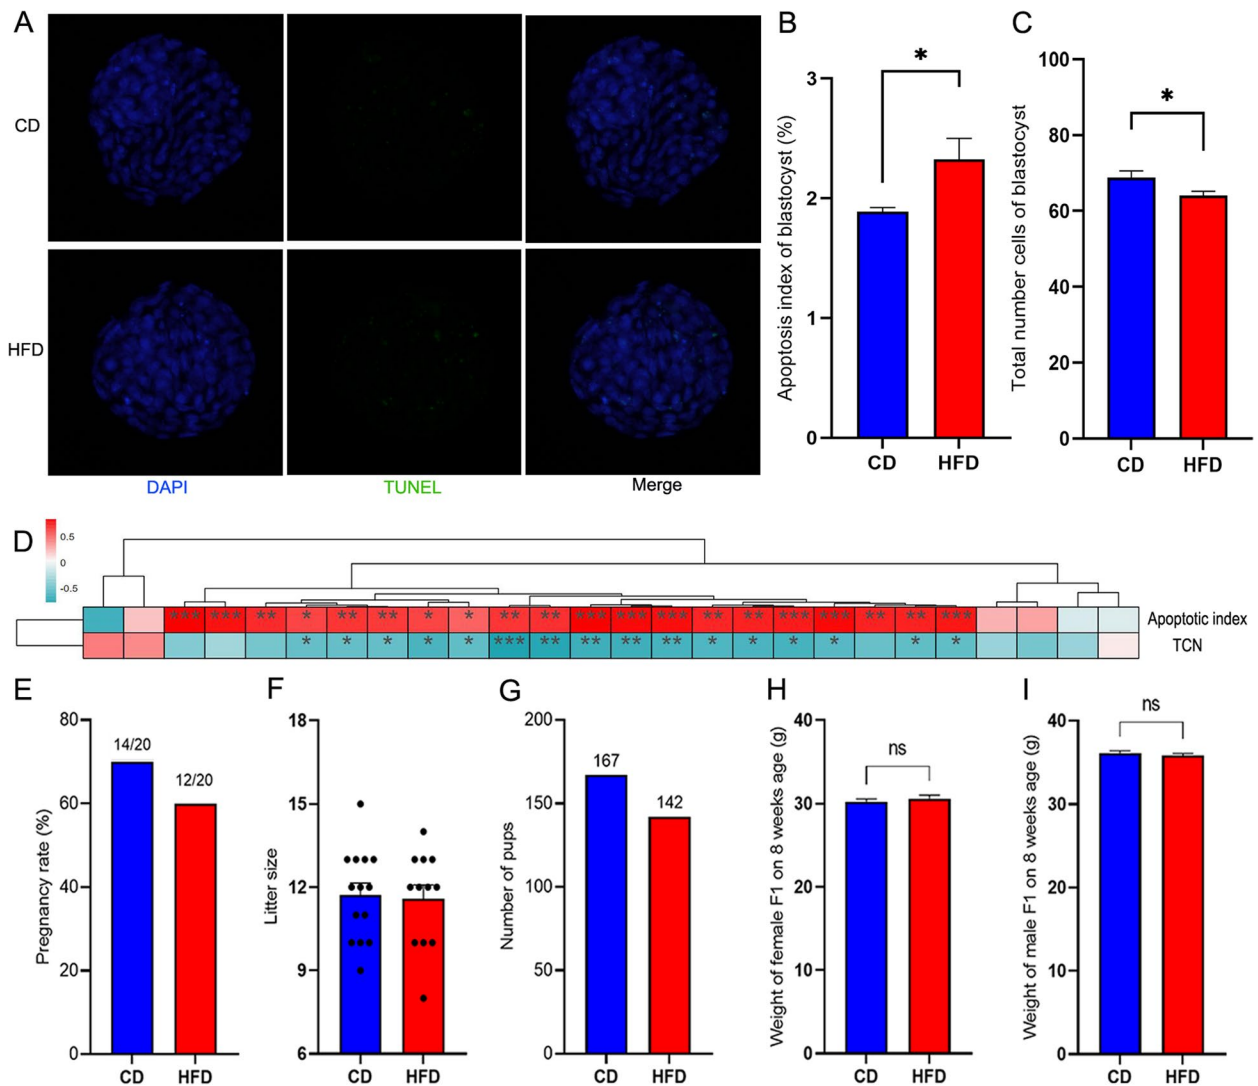 A
CD
HFD
DAPI
TUNEL
Merge
B
Apoptosis index of blastocyst (%)
3
2
1
0
*
CD
HFD
C
Total number cells of blastocyst
100
80
60
40
20
0
*
CD
HFD
D
0.5
0
-0.5
*** *** ** * ** ** * * ** ** *** *** *** ** ** *** *** ** ** ***
Apoptotic index
* * * * * *** ** ** ** ** * * * * * *
TCN
E
Pregnancy rate (%)
80
60
40
20
0
14/20
12/20
CD
HFD
F
Litter size
18
15
12
9
6
CD
HFD
G
Number of pups
200
150
100
50
0
167
142
CD
HFD
H
Weight of female F1 on 8 weeks age (g)
40
30
20
10
0
ns
CD
HFD
I
Weight of male F1 on 8 weeks age (g)
40
30
20
10
0
ns
CD
HFD